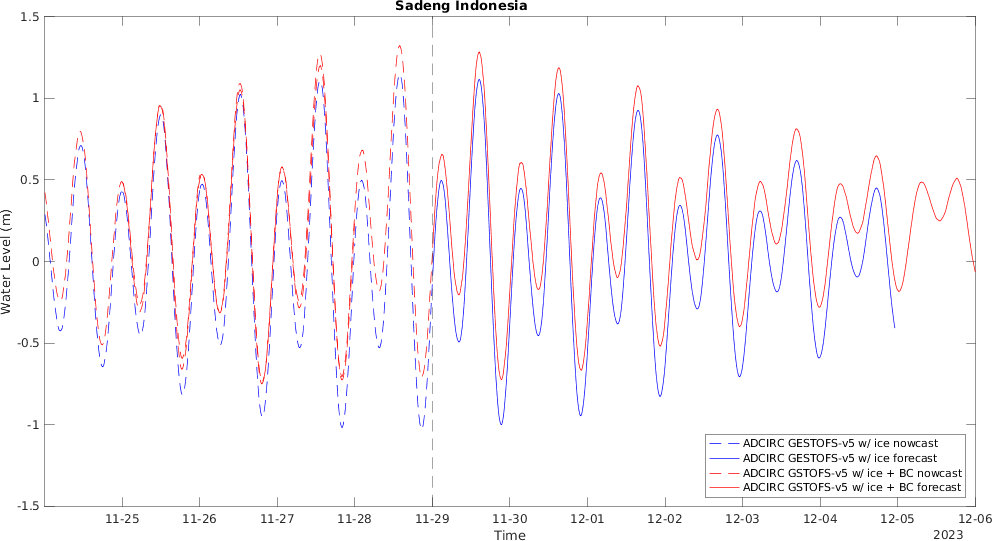 Sadeng Indonesia
1.5
1
0.5
0
-0.5
-1
-1.5
Water Level (m)
ADCIRC GESTOFS-v5 w/ ice nowcast
ADCIRC GESTOFS-v5 w/ ice forecast
ADCIRC GSTOFS-v5 w/ ice + BC nowcast
ADCIRC GSTOFS-v5 w/ ice + BC forecast
11-25 11-26 11-27 11-28 11-29 11-30 12-01 12-02 12-03 12-04 12-05 12-06
Time 2023